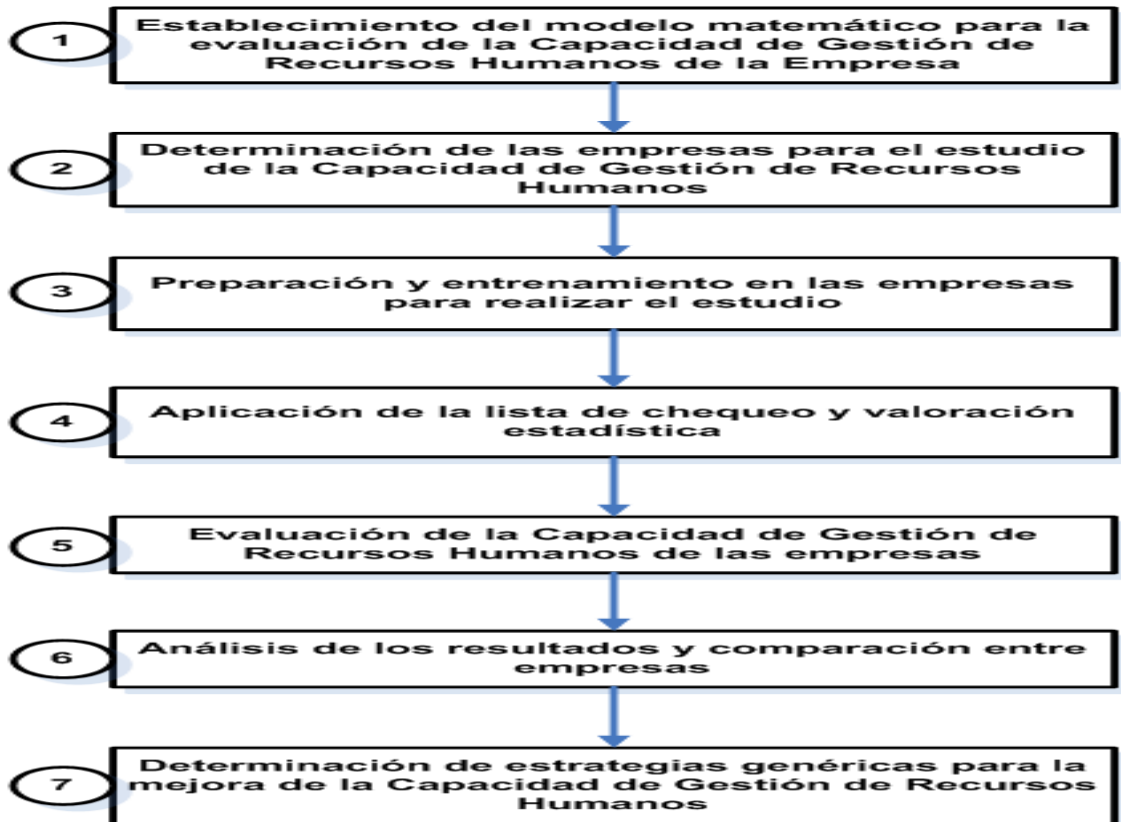 1
Establecimiento del modelo matemático para la
evaluación de la Capacidad de Gestión de
Recursos Humanos de la Empresa
2
Determinación de las empresas para el estudio
de la Capacidad de Gestión de Recursos
Humanos
3
Preparación y entrenamiento en las empresas
para realizar el estudio
4
Aplicación de la lista de chequeo y valoración
estadística
5
Evaluación de la Capacidad de Gestión de
Recursos Humanos de las empresas
6
Análisis de los resultados y comparación entre
empresas
7
Determinación de estrategias genéricas para la
mejora de la Capacidad de Gestión de Recursos
Humanos